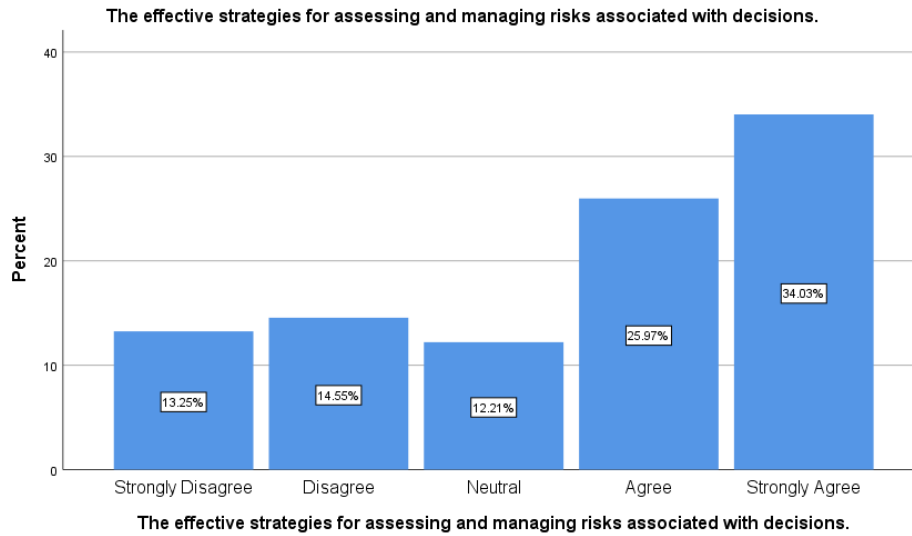 The effective strategies for assessing and managing risks associated with decisions.
40
30
20
10
0
Percent
13.25%
14.55%
12.21%
25.97%
34.03%
Strongly Disagree
Disagree
Neutral
Agree
Strongly Agree
The effective strategies for assessing and managing risks associated with decisions.